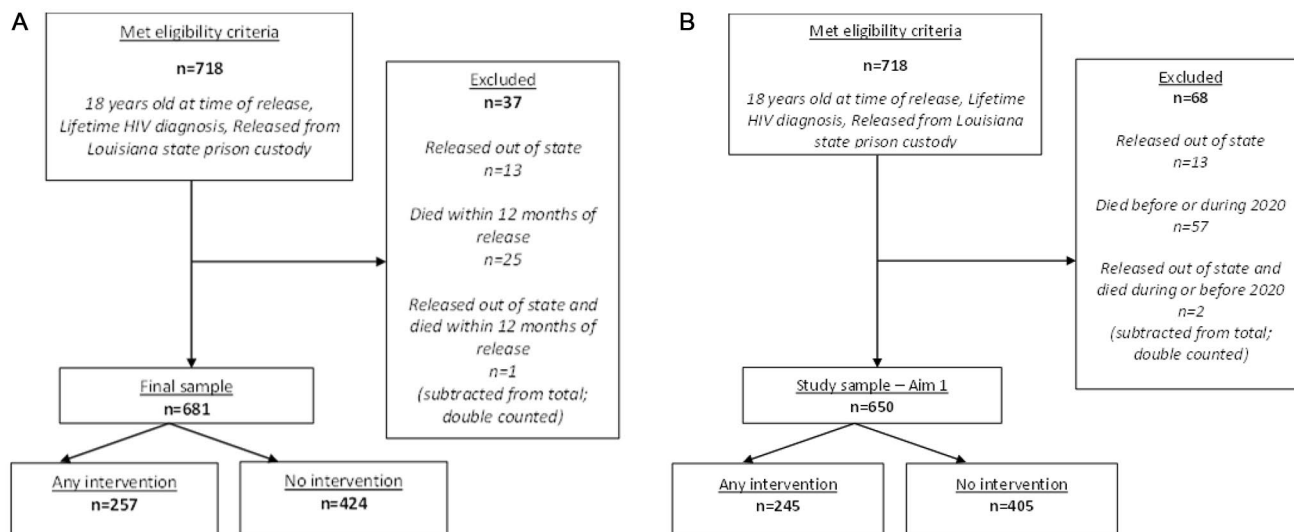 A
Met eligibility criteria
n=718
18 years old at time of release,
Lifetime HIV diagnosis, Released from
Louisiana state prison custody
Excluded
n=37
Released out of state
n=13
Died within 12 months of
release
n=25
Released out of state and
died within 12 months of
release
n=1
(subtracted from total;
double counted)
Final sample
n=681
Any intervention
n=257
No intervention
n=424
B
Met eligibility criteria
n=718
18 years old at time of release, Lifetime
HIV diagnosis, Released from Louisiana
state prison custody
Excluded
n=68
Released out of state
n=13
Died before or during 2020
n=57
Released out of state and
died during or before 2020
n=2
(subtracted from total;
double counted)
Study sample – Aim 1
n=650
Any intervention
n=245
No intervention
n=405